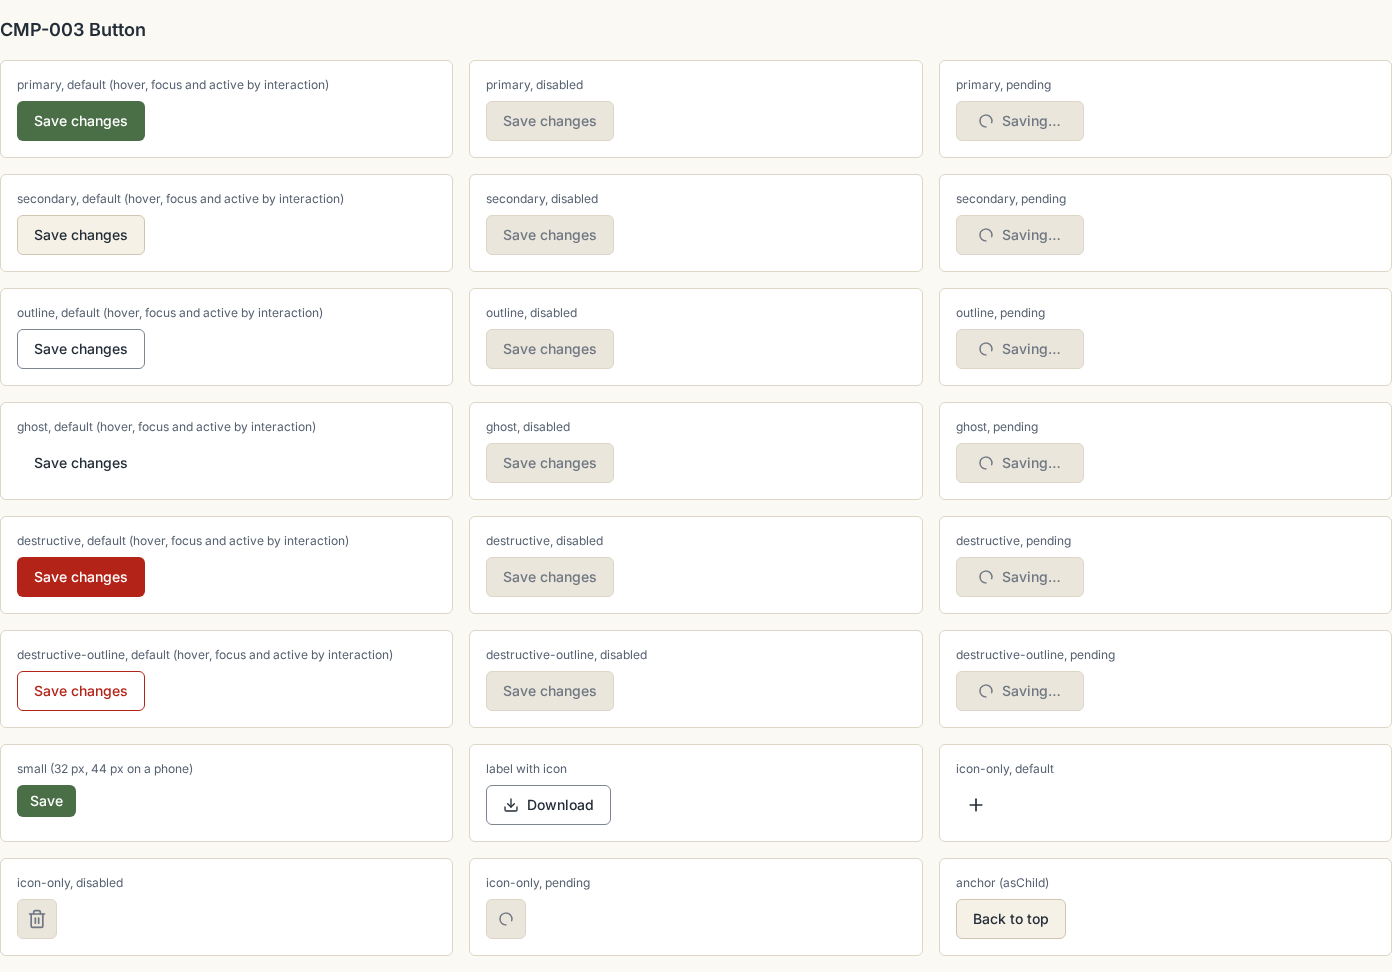 CMP-003 Button
primary, default (hover, focus and active by interaction)
Save changes
primary, disabled
Save changes
primary, pending
Saving...
secondary, default (hover, focus and active by interaction)
Save changes
secondary, disabled
Save changes
secondary, pending
Saving...
outline, default (hover, focus and active by interaction)
Save changes
outline, disabled
Save changes
outline, pending
Saving...
ghost, default (hover, focus and active by interaction)
Save changes
ghost, disabled
Save changes
ghost, pending
Saving...
destructive, default (hover, focus and active by interaction)
Save changes
destructive, disabled
Save changes
destructive, pending
Saving...
destructive-outline, default (hover, focus and active by interaction)
Save changes
destructive-outline, disabled
Save changes
destructive-outline, pending
Saving...
small (32 px, 44 px on a phone)
Save
label with icon
Download
icon-only, default
icon-only, disabled
icon-only, pending
anchor (asChild)
Back to top